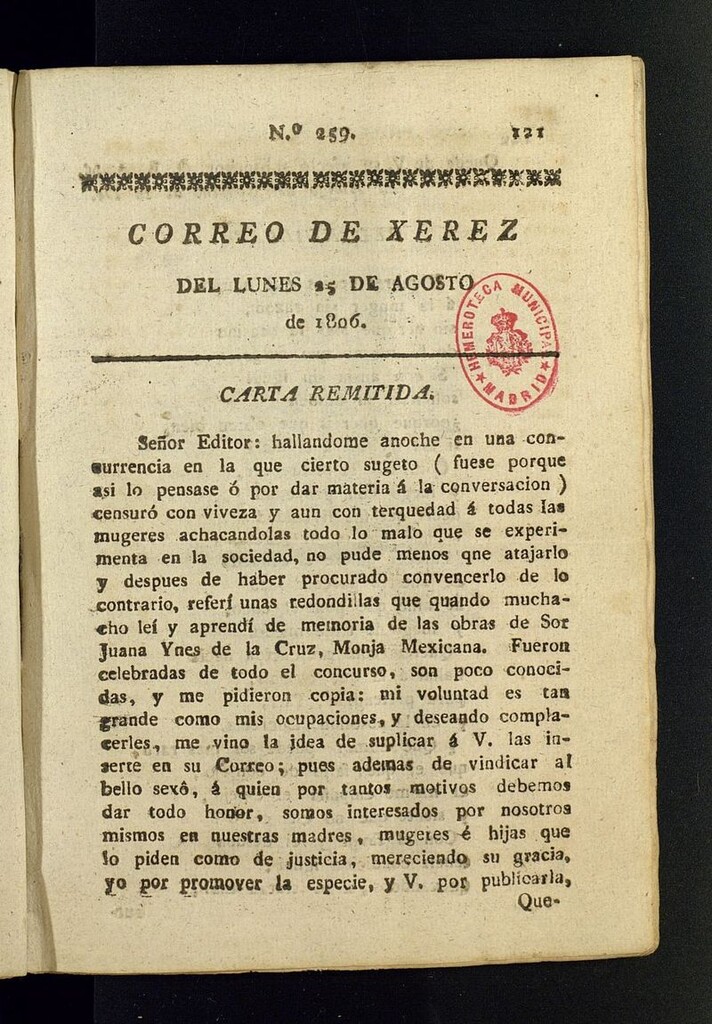 N.º 259. 121
CORREO DE XEREZ
DEL LUNES 25 DE AGOSTO
de 1806.
HEMEROTECA MUNICIPAL
★ MADRID ★
CARTA REMITIDA.
Señor Editor: hallandome anoche en una con-
currencia en la que cierto sugeto ( fuese porque
asi lo pensase ó por dar materia á la conversacion )
censuró con viveza y aun con terquedad á todas las
mugeres achacandolas todo lo malo que se experi-
menta en la sociedad, no pude menos qne atajarlo
y despues de haber procurado convencerlo de lo
contrario, referí unas redondillas que quando mucha-
cho leí y aprendí de memoria de las obras de Sor
Juana Ynes de la Cruz, Monja Mexicana. Fueron
celebradas de todo el concurso, son poco conoci-
das, y me pidieron copia: mi voluntad es tan
grande como mis ocupaciones, y deseando compla-
cerles, me vino la idea de suplicar á V. las in-
serte en su Correo; pues ademas de vindicar al
bello sexô, á quien por tantos motivos debemos
dar todo honor, somos interesados por nosotros
mismos en nuestras madres, mugeres é hijas que
lo piden como de justicia, mereciendo su gracia,
yo por promover la especie, y V. por publicarla,
Que-